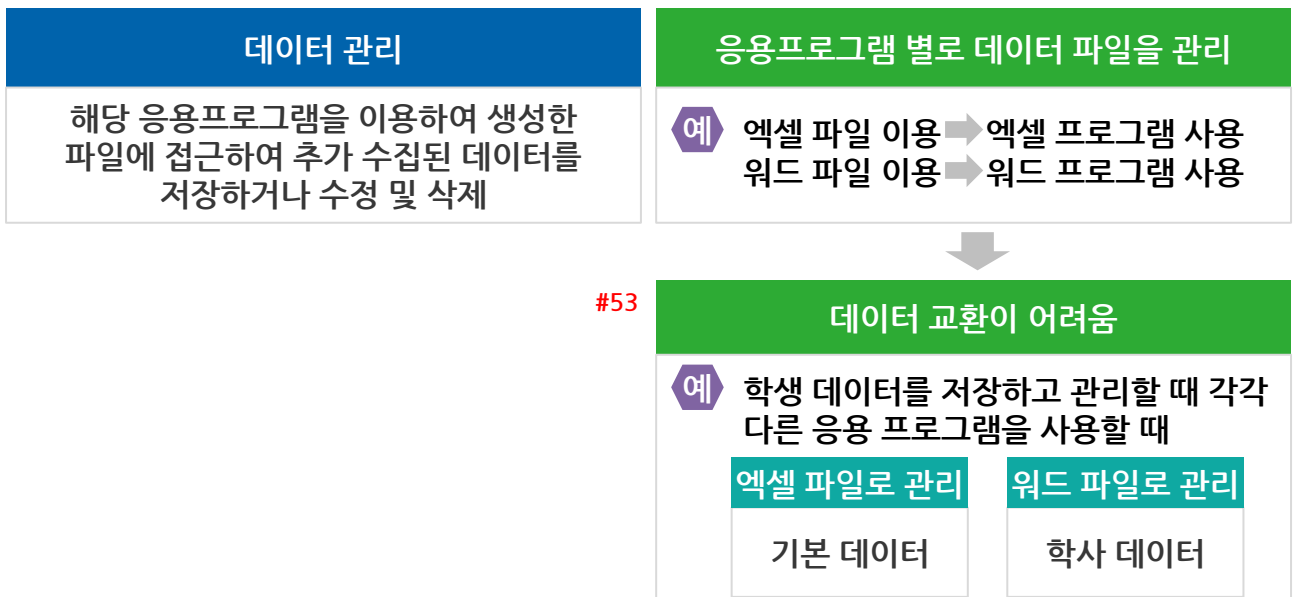 데이터 관리
해당 응용프로그램을 이용하여 생성한
파일에 접근하여 추가 수집된 데이터를
저장하거나 수정 및 삭제
응용프로그램 별로 데이터 파일을 관리
예 엑셀 파일 이용 엑셀 프로그램 사용
워드 파일 이용 워드 프로그램 사용
#53
데이터 교환이 어려움
예 학생 데이터를 저장하고 관리할 때 각각
다른 응용 프로그램을 사용할 때
엑셀 파일로 관리
기본 데이터
워드 파일로 관리
학사 데이터